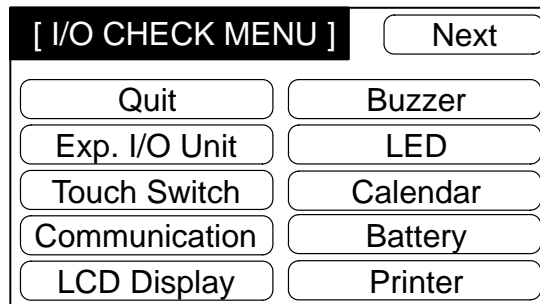 [ I/O CHECK MENU ] Next
Quit Buzzer
Exp. I/O Unit LED
Touch Switch Calendar
Communication Battery
LCD Display Printer